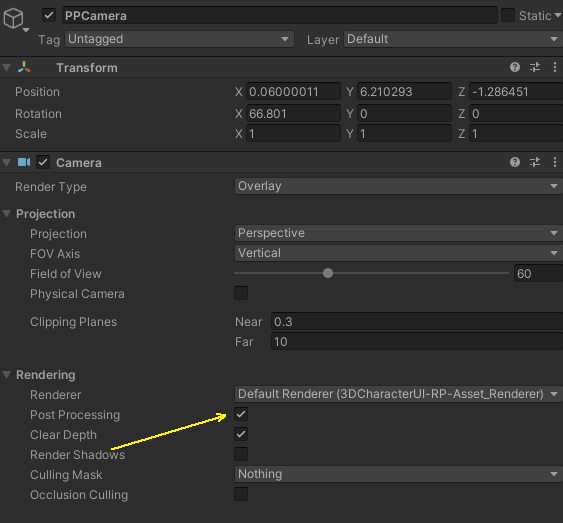 PPCamera Static
Tag Untagged Layer Default
Transform
Position X 0.06000011 Y 6.210293 Z -1.286451
Rotation X 66.801 Y 0 Z 0
Scale X 1 Y 1 Z 1
Camera
Render Type Overlay
Projection
Projection Perspective
FOV Axis Vertical
Field of View 60
Physical Camera
Clipping Planes Near 0.3
Far 10
Rendering
Renderer Default Renderer (3DCharacterUI-RP-Asset_Renderer)
Post Processing
Clear Depth
Render Shadows
Culling Mask Nothing
Occlusion Culling